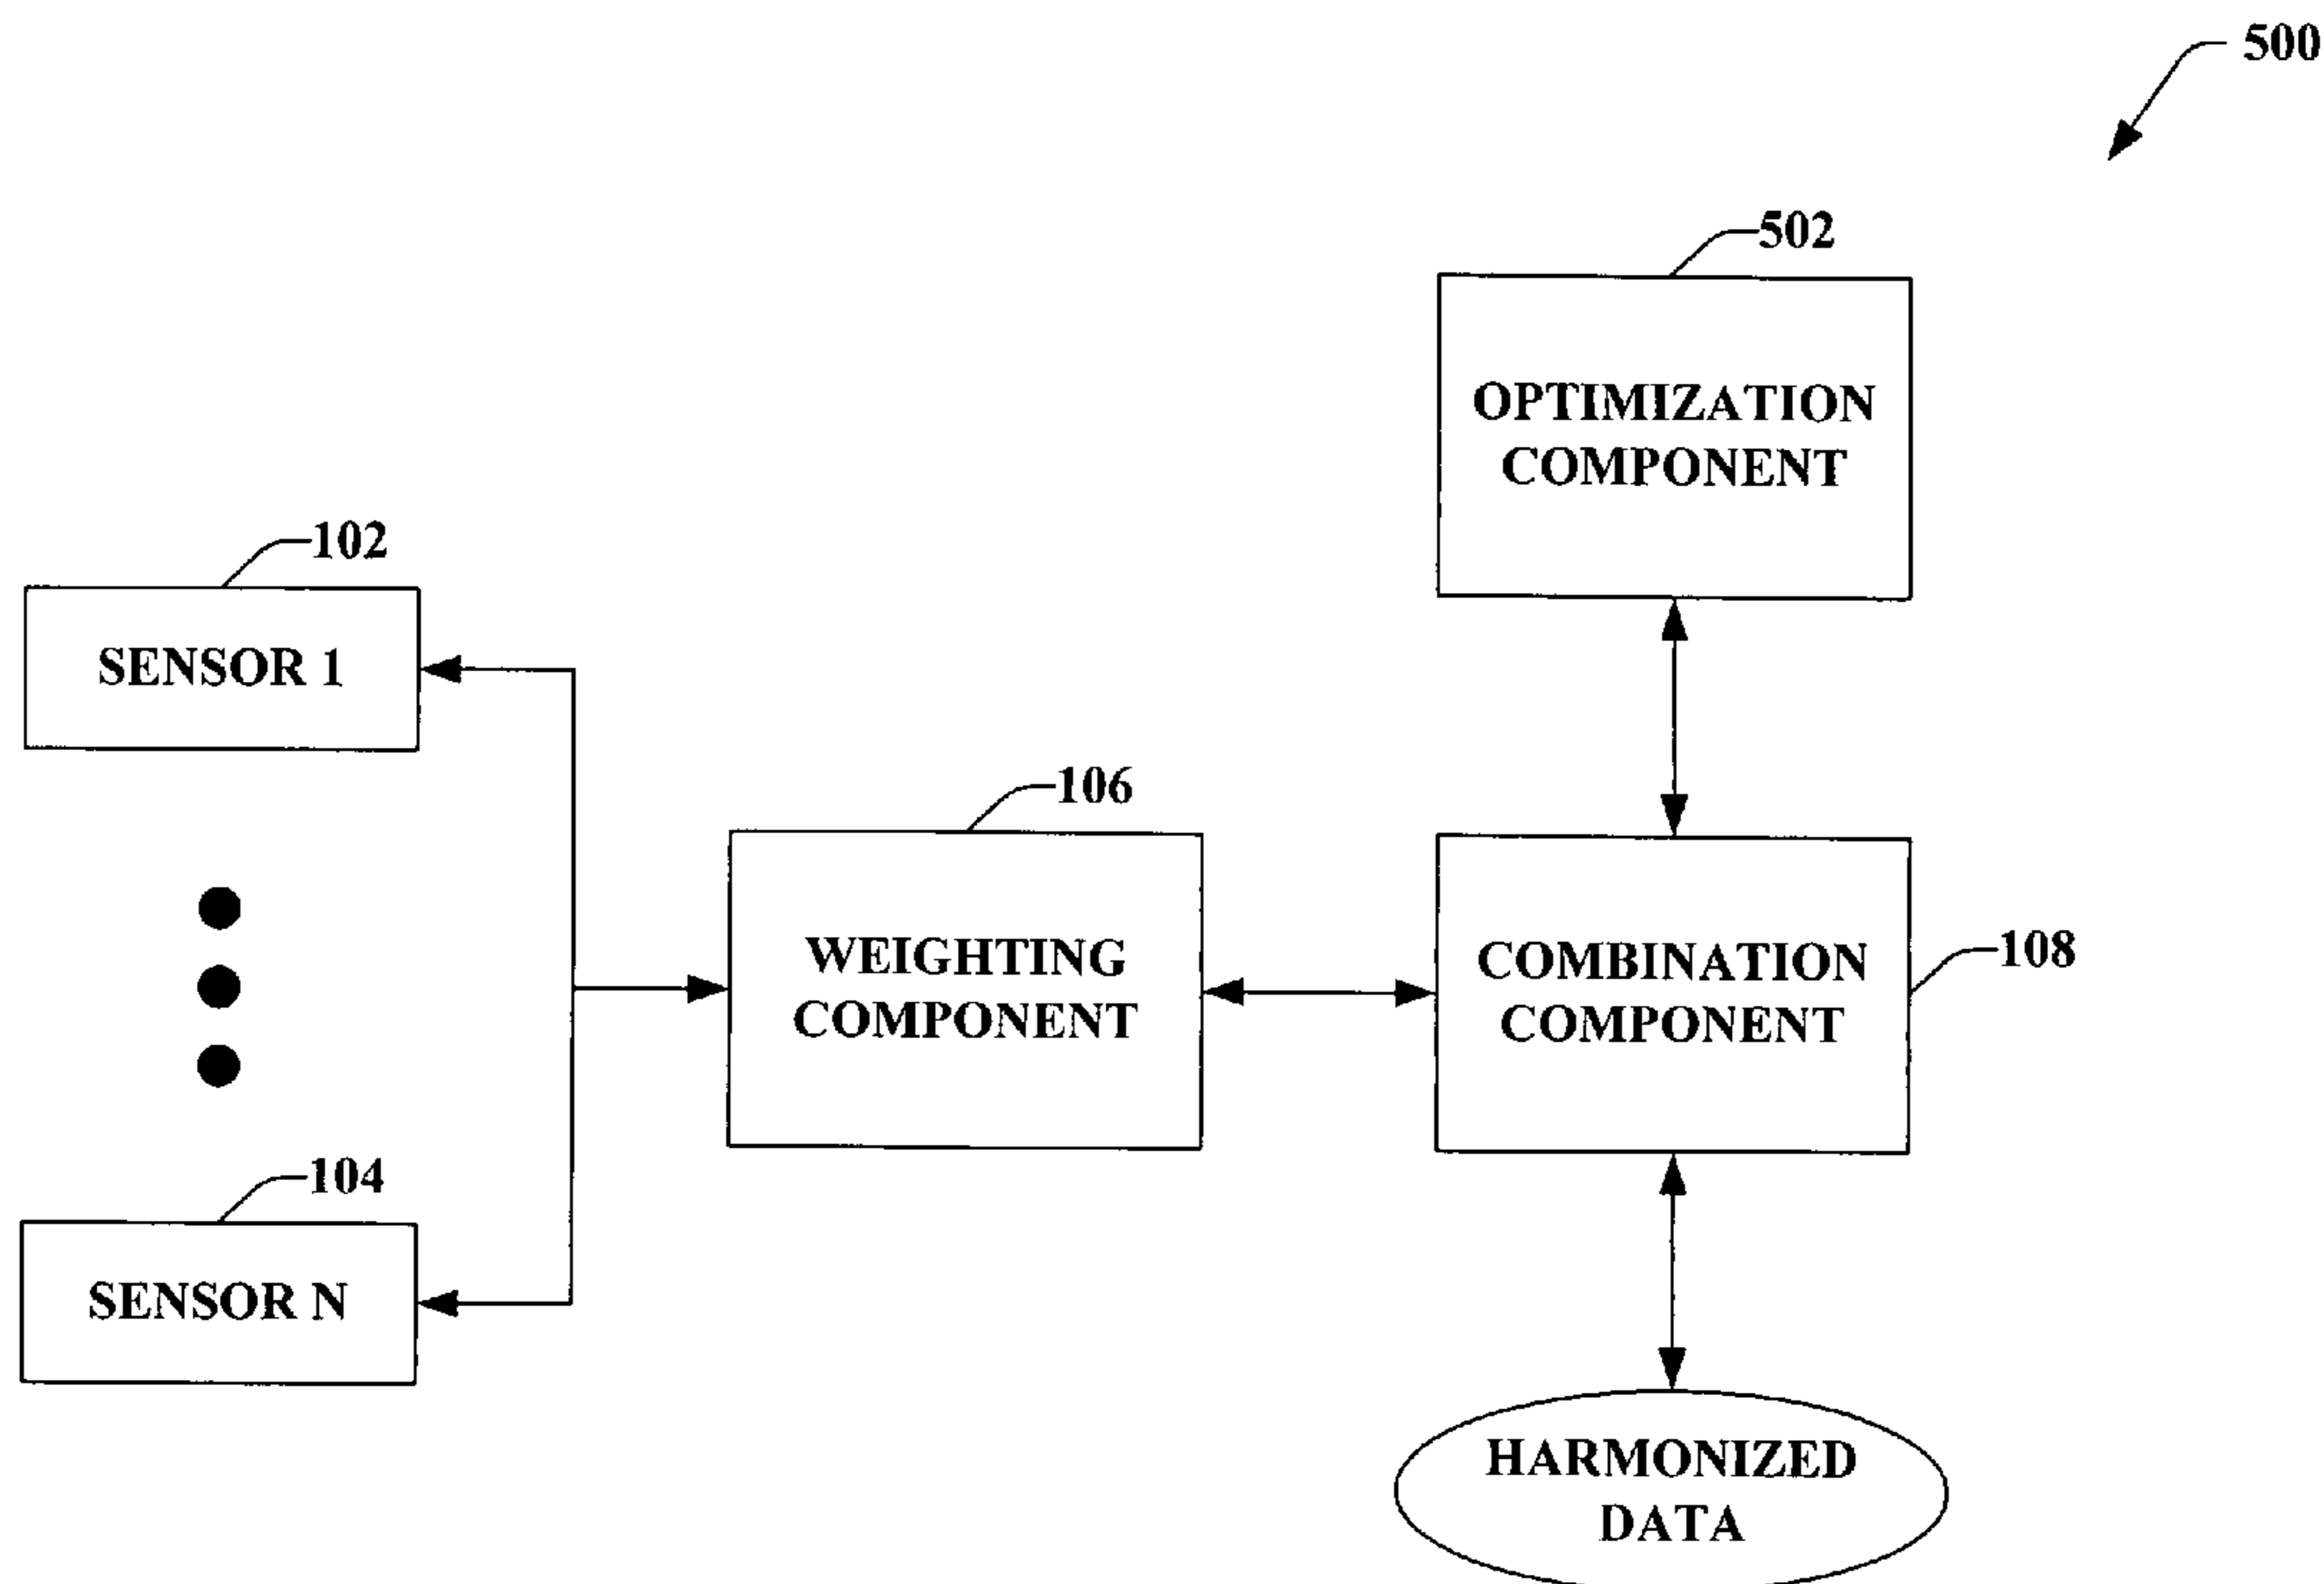 500
502
OPTIMIZATION
COMPONENT
102
SENSOR 1
106
WEIGHTING
COMPONENT
COMBINATION
COMPONENT
108
104
SENSOR N
HARMONIZED
DATA